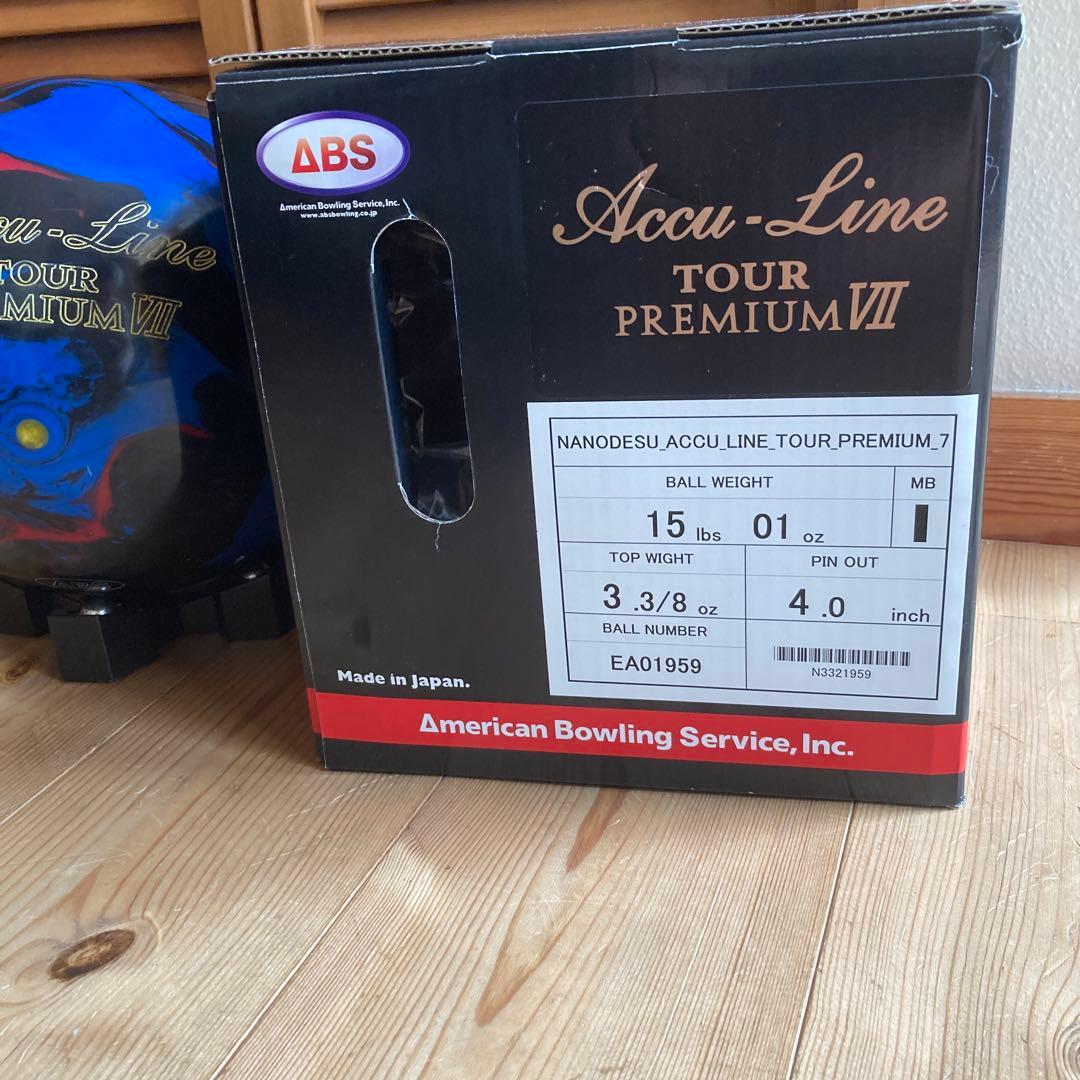 ABS
American Bowling Service, Inc.
www.absbowling.co.jp
Accu-Line
TOUR
PREMIUM VII
NANODESU_ACCU_LINE_TOUR_PREMIUM_7
BALL WEIGHT
MB
15 lbs 01 oz
TOP WIGHT
PIN OUT
3 .3/8 oz
4 .0 inch
BALL NUMBER
EA01959
N3321959
Made in Japan.
American Bowling Service, Inc.
cu-Line
TOUR
MIUM VII